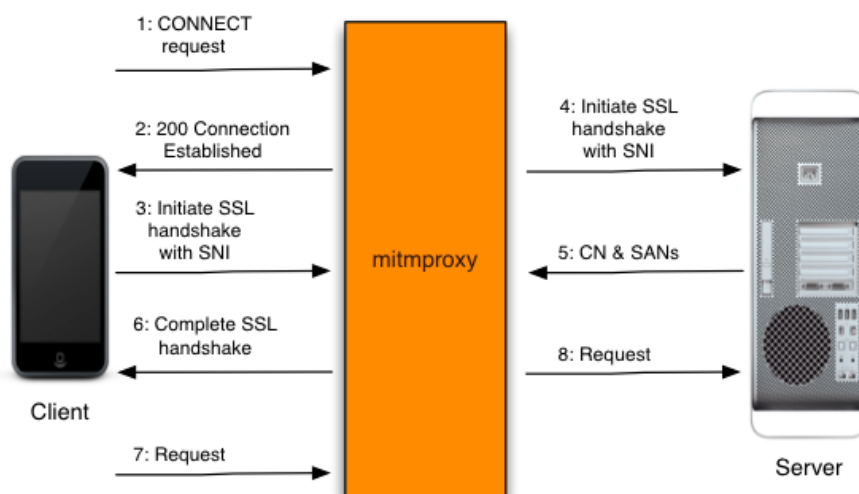 1: CONNECT
request
2: 200 Connection
Established
3: Initiate SSL
handshake
with SNI
6: Complete SSL
handshake
7: Request
Client
mitmproxy
4: Initiate SSL
handshake
with SNI
5: CN & SANs
8: Request
Server